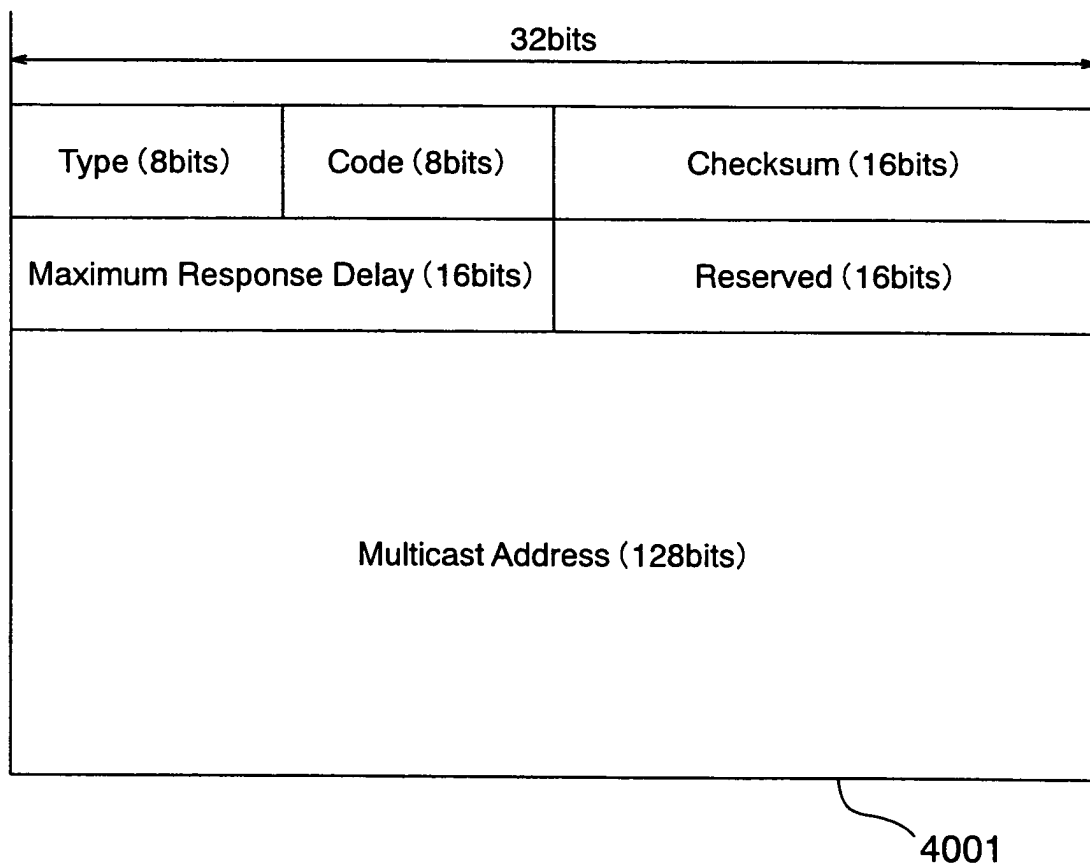 32bits
Type (8bits) Code (8bits) Checksum (16bits)
Maximum Response Delay (16bits) Reserved (16bits)
Multicast Address (128bits)
4001